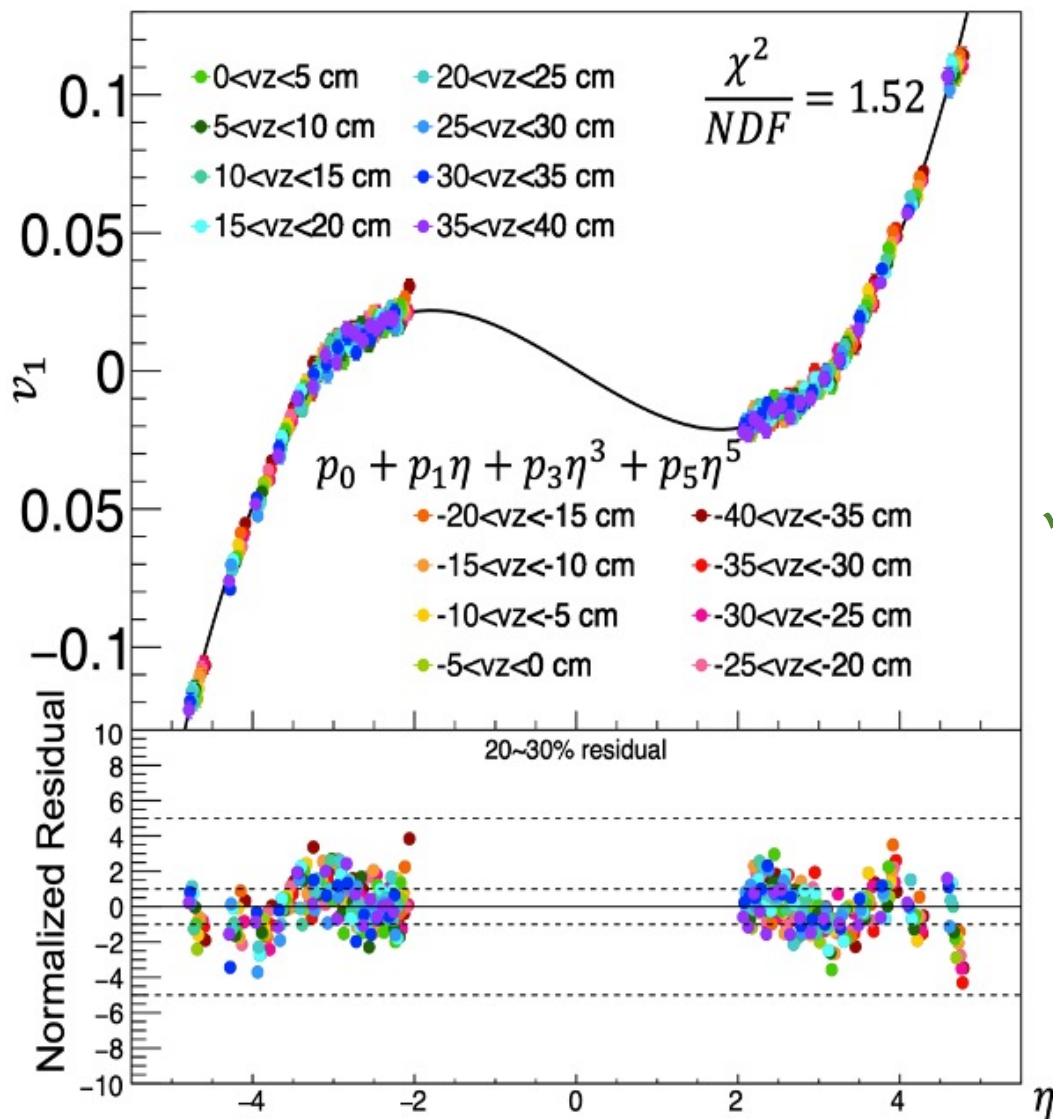 0<vz<5 cm
20<vz<25 cm
5<vz<10 cm
25<vz<30 cm
10<vz<15 cm
30<vz<35 cm
15<vz<20 cm
35<vz<40 cm
χ²/NDF = 1.52
0.1
0.05
0
0.05
−0.1
v₁
p₀ + p₁η + p₃η³ + p₅η⁵
-20<vz<-15 cm
-40<vz<-35 cm
-15<vz<-10 cm
-35<vz<-30 cm
-10<vz<-5 cm
-30<vz<-25 cm
-5<vz<0 cm
-25<vz<-20 cm
Normalized Residual
20~30% residual
10
8
6
4
2
0
−2
−4
−6
−8
−10
−4
−2
0
2
4
η